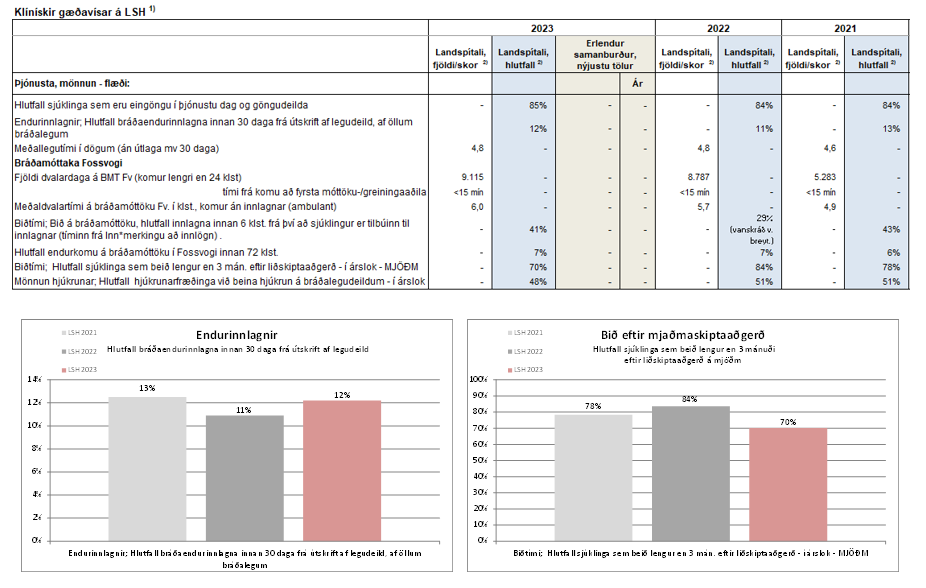 Klínískir gæðavísar á LSH 1)
2023 2022 2021
Landspítali, fjöldi/skor 2) Landspítali, hlutfall 2) Erlendur samanburður, nýjustu tölur Landspítali, fjöldi/skor 2) Landspítali, hlutfall 2) Landspítali, fjöldi/skor 2) Landspítali, hlutfall 2)
Þjónusta, mönnun - flæði: Ár
Hlutfall sjúklinga sem eru eingöngu í þjónustu dag og göngudeilda - 85% - - - 84% - 84%
Endurinnlagnir; Hlutfall bráðaendurinnlagna innan 30 daga frá útskrift af legudeild, af öllum
bráðalegum - 12% - - - 11% - 13%
Meðallegutími í dögum (án útlaga mv 30 daga) 4,8 - - - 4,8 - 4,6 -
Bráðamóttaka Fossvogi
Fjöldi dvalardaga á BMT Fv (komur lengri en 24 klst) 9.115 - - - 8.787 - 5.283 -
tími frá komu að fyrsta móttöku-/greiningaaðila <15 mín - - - <15 mín - <15 mín -
Meðaldvalartími á bráðamóttöku Fv. í klst., komur án innlagnar (ambulant) 6,0 - - - 5,7 - 4,9 -
Biðtími; Bið á bráðamóttöku, hlutfall innlagna innan 6 klst. frá því að sjúklingur er tilbúinn til
innlagnar (tíminn frá Inn*merkingu að innlögn) . - 41% - - - 29% (vanskráð v. breyt.) - 43%
Hlutfall endurkoma á bráðamóttöku í Fossvogi innan 72 klst. - 7% - - - 7% - 6%
Biðtími; Hlutfall sjúklinga sem beið lengur en 3 mán. eftir liðskiptaaðgerð - í árslok - MJÖÐM - 70% - - - 84% - 78%
Mönnun hjúkrunar; Hlutfall hjúkrunarfræðinga við beina hjúkrun á bráðalegudeildum - í árslok - 48% - - - 51% - 51%
LSH 2021
LSH 2022
LSH 2023
Endurinnlagnir
Hlutfall bráðaendurinnlagna innan 30 daga frá útskrift af legudeild
14%
12%
10%
8%
6%
4%
2%
0%
13%
11%
12%
Endurinnlagnir; Hlutfall bráðaendurinnlagna innan 30 daga frá útskrift af legudeild, af öllum
bráðalegum
LSH 2021
LSH 2022
LSH 2023
Bið eftir mjaðmaskiptaaðgerð
Hlutfall sjúklinga sem beið lengur en 3 mánuði
eftir liðskiptaaðgerð á mjöðm
100%
90%
80%
70%
60%
50%
40%
30%
20%
10%
0%
78%
84%
70%
Biðtími; Hlutfall sjúklinga sem beið lengur en 3 mán. eftir liðskiptaaðgerð - í árslok - MJÖÐM